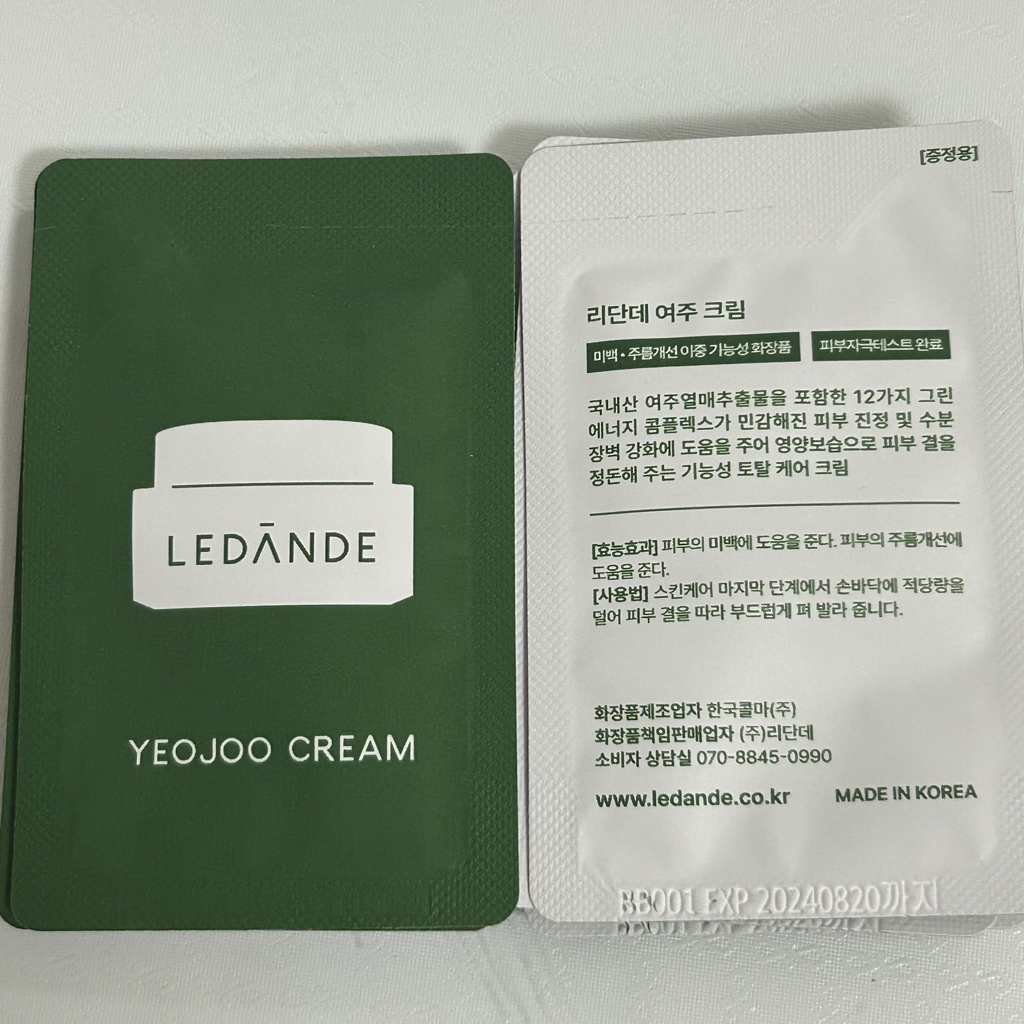 LEDĀNDE
YEOJOO CREAM
[증정용]
리단데 여주 크림
미백 • 주름개선 이중 기능성 화장품
피부자극테스트 완료
국내산 여주열매추출물을 포함한 12가지 그린
에너지 콤플렉스가 민감해진 피부 진정 및 수분
장벽 강화에 도움을 주어 영양보습으로 피부 결을
정돈해 주는 기능성 토탈 케어 크림
[효능효과] 피부의 미백에 도움을 준다. 피부의 주름개선에
도움을 준다.
[사용법] 스킨케어 마지막 단계에서 손바닥에 적당량을
덜어 피부 결을 따라 부드럽게 펴 발라 줍니다.
화장품제조업자 한국콜마(주)
화장품책임판매업자 (주)리단데
소비자 상담실 070-8845-0990
www.ledande.co.kr
MADE IN KOREA
BB001 EXP 20240820까지